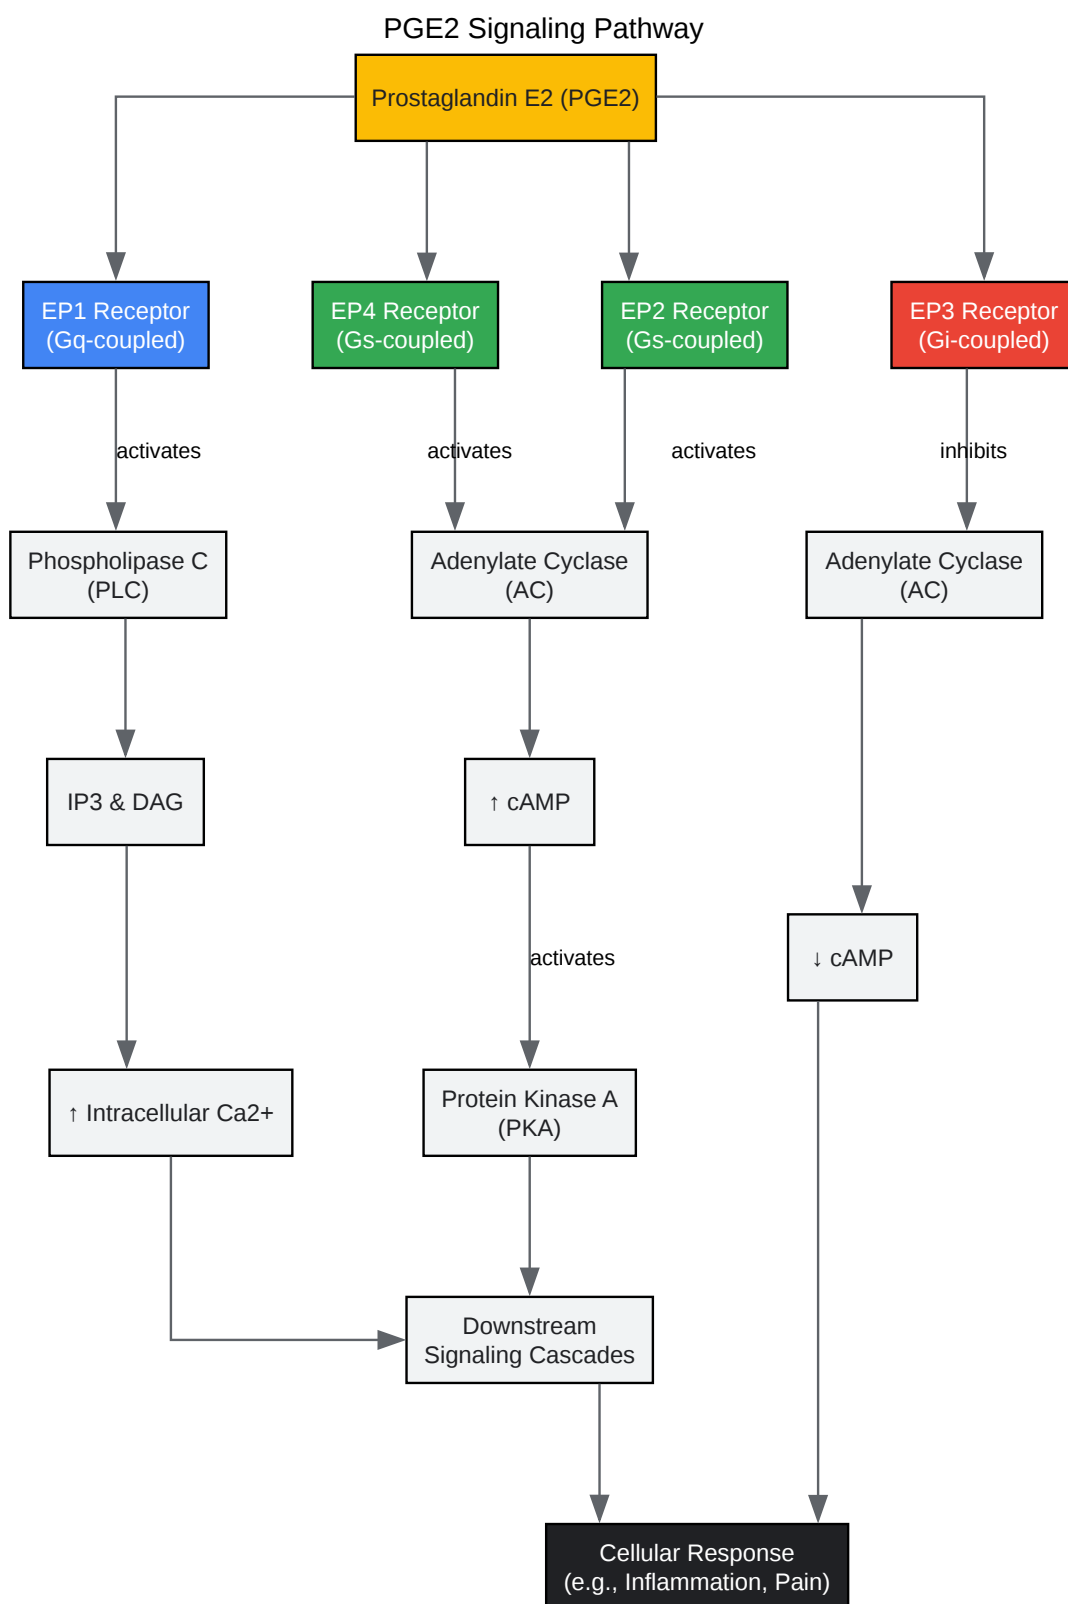 PGE2 Signaling Pathway
Prostaglandin E2 (PGE2)
EP1 Receptor
(Gq-coupled)
EP4 Receptor
(Gs-coupled)
EP2 Receptor
(Gs-coupled)
EP3 Receptor
(Gi-coupled)
activates
activates
activates
inhibits
Phospholipase C
(PLC)
Adenylate Cyclase
(AC)
Adenylate Cyclase
(AC)
IP3 & DAG
↑ cAMP
↓ cAMP
activates
↑ Intracellular Ca2+
Protein Kinase A
(PKA)
Downstream
Signaling Cascades
Cellular Response
(e.g., Inflammation, Pain)